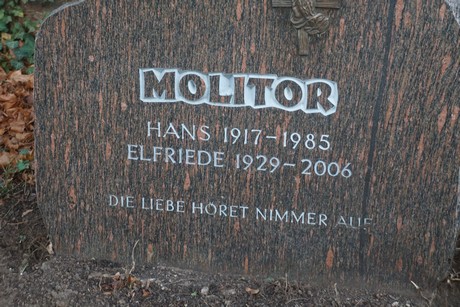 MOLITOR
HANS 1917-1985
ELFRIEDE 1929-2006
DIE LIEBE HÖRET NIMMER AUF